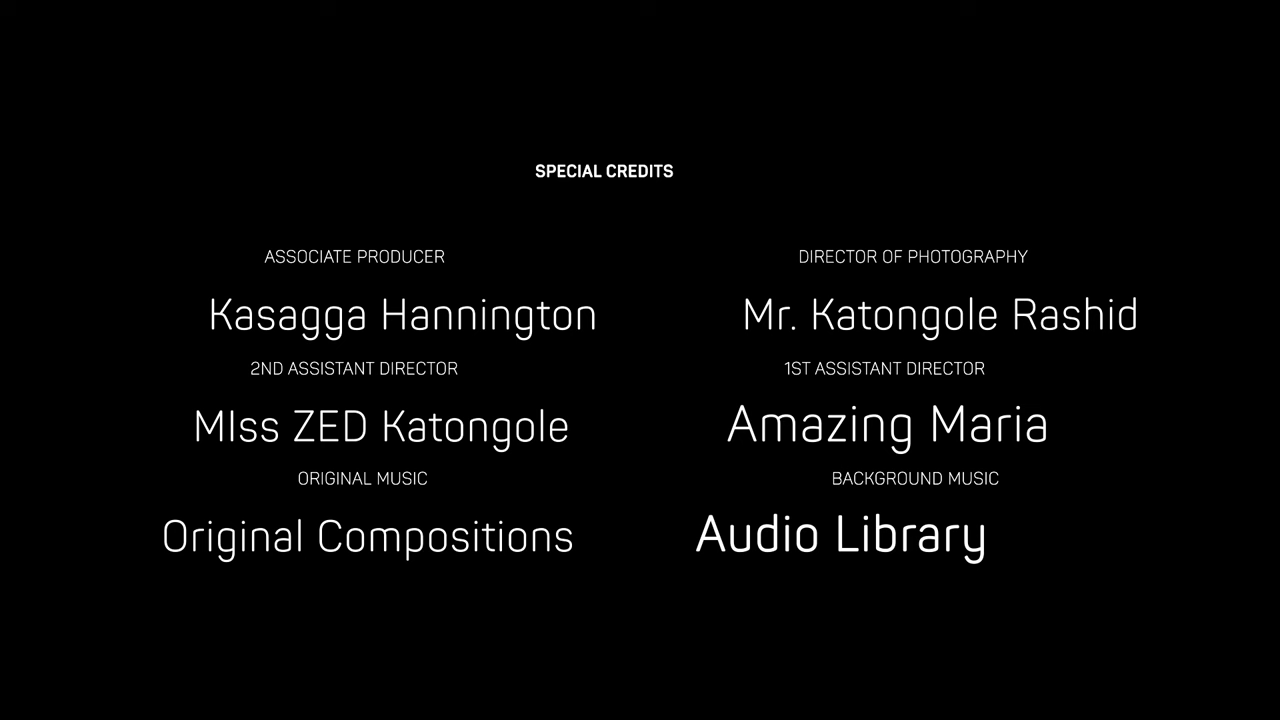 SPECIAL CREDITS
ASSOCIATE PRODUCER
Kasagga Hannington
DIRECTOR OF PHOTOGRAPHY
Mr. Katongole Rashid
2ND ASSISTANT DIRECTOR
MIss ZED Katongole
1ST ASSISTANT DIRECTOR
Amazing Maria
ORIGINAL MUSIC
Original Compositions
BACKGROUND MUSIC
Audio Library